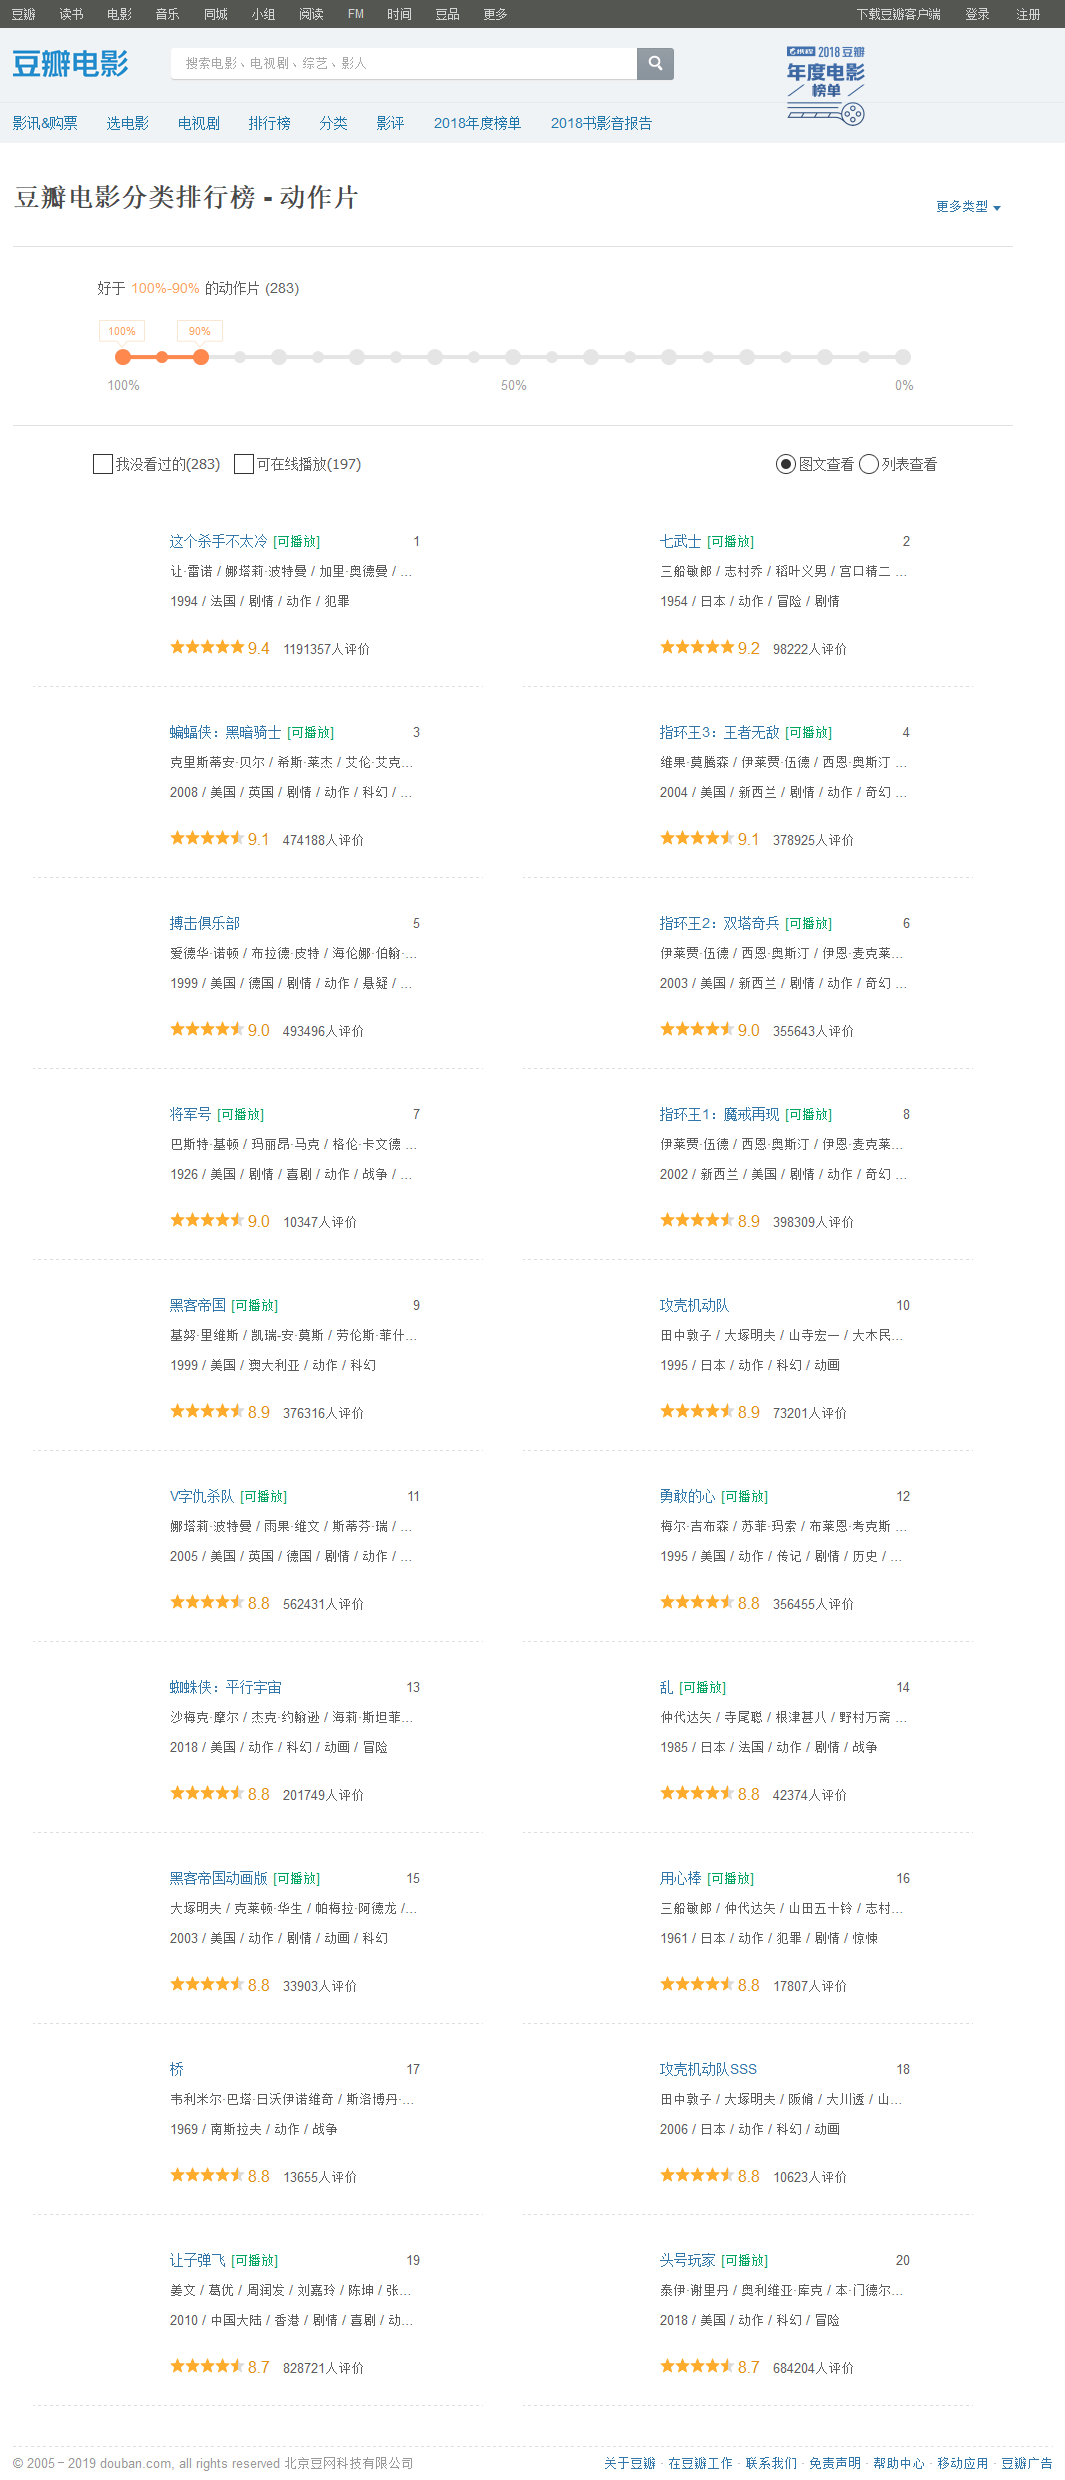 豆瓣 读书 电影 音乐 同城 小组 阅读 FM 时间 豆品 更多 下载豆瓣客户端 登录 注册
豆瓣电影
搜索电影、电视剧、综艺、影人
2018 豆瓣
年度电影
榜单
影讯&购票 选电影 电视剧 排行榜 分类 影评 2018年度榜单 2018书影音报告
豆瓣电影分类排行榜 - 动作片
更多类型
好于 100%-90% 的动作片 (283)
100% 90%
100% 50% 0%
我没看过的(283) 可在线播放(197) 图文查看 列表查看
这个杀手不太冷 [可播放] 1
让·雷诺 / 娜塔莉·波特曼 / 加里·奥德曼 / ...
1994 / 法国 / 剧情 / 动作 / 犯罪
9.4 1191357人评价
七武士 [可播放] 2
三船敏郎 / 志村乔 / 稻叶义男 / 宫口精二 ...
1954 / 日本 / 动作 / 冒险 / 剧情
9.2 98222人评价
蝙蝠侠：黑暗骑士 [可播放] 3
克里斯蒂安·贝尔 / 希斯·莱杰 / 艾伦·艾克...
2008 / 美国 / 英国 / 剧情 / 动作 / 科幻 / ...
9.1 474188人评价
指环王3：王者无敌 [可播放] 4
维果·莫腾森 / 伊莱贾·伍德 / 西恩·奥斯汀 ...
2004 / 美国 / 新西兰 / 剧情 / 动作 / 奇幻 ...
9.1 378925人评价
搏击俱乐部 5
爱德华·诺顿 / 布拉德·皮特 / 海伦娜·伯翰·...
1999 / 美国 / 德国 / 剧情 / 动作 / 悬疑 / ...
9.0 493496人评价
指环王2：双塔奇兵 [可播放] 6
伊莱贾·伍德 / 西恩·奥斯汀 / 伊恩·麦克莱...
2003 / 美国 / 新西兰 / 剧情 / 动作 / 奇幻 ...
9.0 355643人评价
将军号 [可播放] 7
巴斯特·基顿 / 玛丽昂·马克 / 格伦·卡文德 ...
1926 / 美国 / 剧情 / 喜剧 / 动作 / 战争 / ...
9.0 10347人评价
指环王1：魔戒再现 [可播放] 8
伊莱贾·伍德 / 西恩·奥斯汀 / 伊恩·麦克莱...
2002 / 新西兰 / 美国 / 剧情 / 动作 / 奇幻 ...
8.9 398309人评价
黑客帝国 [可播放] 9
基努·里维斯 / 凯瑞-安·莫斯 / 劳伦斯·菲什...
1999 / 美国 / 澳大利亚 / 动作 / 科幻
8.9 376316人评价
攻壳机动队 10
田中敦子 / 大塚明夫 / 山寺宏一 / 大木民...
1995 / 日本 / 动作 / 科幻 / 动画
8.9 73201人评价
V字仇杀队 [可播放] 11
娜塔莉·波特曼 / 雨果·维文 / 斯蒂芬·瑞 / ...
2005 / 美国 / 英国 / 德国 / 剧情 / 动作 / ...
8.8 562431人评价
勇敢的心 [可播放] 12
梅尔·吉布森 / 苏菲·玛索 / 布莱恩·考克斯 ...
1995 / 美国 / 动作 / 传记 / 剧情 / 历史 / ...
8.8 356455人评价
蜘蛛侠：平行宇宙 13
沙梅克·摩尔 / 杰克·约翰逊 / 海莉·斯坦菲...
2018 / 美国 / 动作 / 科幻 / 动画 / 冒险
8.8 201749人评价
乱 [可播放] 14
仲代达矢 / 寺尾聪 / 根津甚八 / 野村万斋 ...
1985 / 日本 / 法国 / 动作 / 剧情 / 战争
8.8 42374人评价
黑客帝国动画版 [可播放] 15
大塚明夫 / 克莱顿·华生 / 帕梅拉·阿德龙 /...
2003 / 美国 / 动作 / 剧情 / 动画 / 科幻
8.8 33903人评价
用心棒 [可播放] 16
三船敏郎 / 仲代达矢 / 山田五十铃 / 志村...
1961 / 日本 / 动作 / 犯罪 / 剧情 / 惊悚
8.8 17807人评价
桥 17
韦利米尔·巴塔·日沃伊诺维奇 / 斯洛博丹·...
1969 / 南斯拉夫 / 动作 / 战争
8.8 13655人评价
攻壳机动队SSS 18
田中敦子 / 大塚明夫 / 阪脩 / 大川透 / 山...
2006 / 日本 / 动作 / 科幻 / 动画
8.8 10623人评价
让子弹飞 [可播放] 19
姜文 / 葛优 / 周润发 / 刘嘉玲 / 陈坤 / 张...
2010 / 中国大陆 / 香港 / 剧情 / 喜剧 / 动...
8.7 828721人评价
头号玩家 [可播放] 20
泰伊·谢里丹 / 奥利维亚·库克 / 本·门德尔...
2018 / 美国 / 动作 / 科幻 / 冒险
8.7 684204人评价
© 2005－2019 douban.com, all rights reserved 北京豆网科技有限公司 关于豆瓣 · 在豆瓣工作 · 联系我们 · 免责声明 · 帮助中心 · 移动应用 · 豆瓣广告